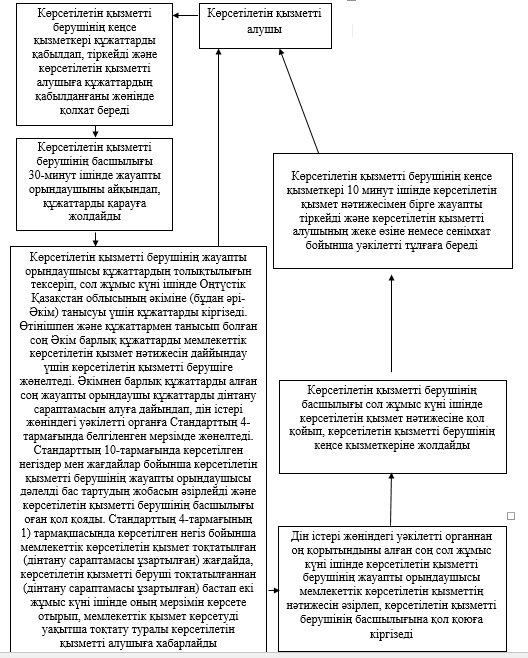 Көрсетілетін қызметті
берушінің кеңсе
қызметкері құжаттарды
қабылдап, тіркейді және
көрсетілетін қызметті
алушыға құжаттардың
қабылданғаны жөнінде
қолхат береді
Көрсетілетін қызметті
алушы
Көрсетілетін қызметті
берушінің басшылығы
30-минут ішінде жауапты
орындаушыны айқындап,
құжаттарды қарауға
жолдайды
Көрсетілетін қызметті берушінің жауапты
орындаушысы құжаттардың толықтылығын
тексеріп, сол жұмыс күні ішінде Оңтүстік
Қазақстан облысының әкіміне (бұдан әрі-
Әкім) танысуы үшін құжаттарды кіргізеді.
Өтінішпен және құжаттармен танысып болған
соң Әкім барлық құжаттарды мемлекеттік
көрсетілетін қызмет нәтижесін даййындау
үшін көрсетілетін қызметті берушіге
жөнелтеді. Әкімнен барлық құжаттарды алған
соң жауапты орындаушы құжаттарды дінтану
сараптамасын алуға дайындап, дін істері
жөніндегі уәкілетті органға Стандарттың 4-
тармағында белгіленген мерзімде жөнелтеді.
Стандарттың 10-тармағында көрсетілген
негіздер мен жағдайлар бойынша көрсетілетін
қызметті берушінің жауапты орындаушысы
дәлелді бас тартудың жобасын әзірлейді және
көрсетілетін қызметті берушінің басшылығы
оған қол қояды. Стандарттың 4-тармағының
1) тармақшасында көрсетілген негіз бойынша
мемлекеттік көрсетілетін қызмет тоқтатылған
(дінтану сараптамасы ұзартылған) жағдайда,
көрсетілетін қызметті беруші тоқтатылғаннан
(дінтану сараптамасы ұзартылған) бастап екі
жұмыс күні ішінде оның мерзімін көрсете
отырып, мемлекеттік қызмет көрсетуді
уақытша тоқтату туралы көрсетілетін
қызметті алушыға хабарлайды
Көрсетілетін қызметті берушінің кеңсе
қызметкері 10 минут ішінде көрсетілетін
қызмет нәтижесімен бірге жауапты
тіркейді және көрсетілетін қызметті
алушының жеке өзіне немесе сенімхат
бойынша уәкілетті тұлғаға береді
Көрсетілетін қызметті берушінің
басшылығы сол жұмыс күні ішінде
көрсетілетін қызмет нәтижесіне қол
қойып, көрсетілетін қызметті берушінің
кеңсе қызметкеріне жолдайды
Дін істері жөніндегі уәкілетті органнан
оң қорытындыны алған соң сол жұмыс
күні ішінде көрсетілетін қызметті
берушінің жауапты орындаушысы
мемлекеттік көрсетілетін қызметтің
нәтижесін әзірлеп, көрсетілетін қызметті
берушінің басшылығына қол қоюға
кіргізеді